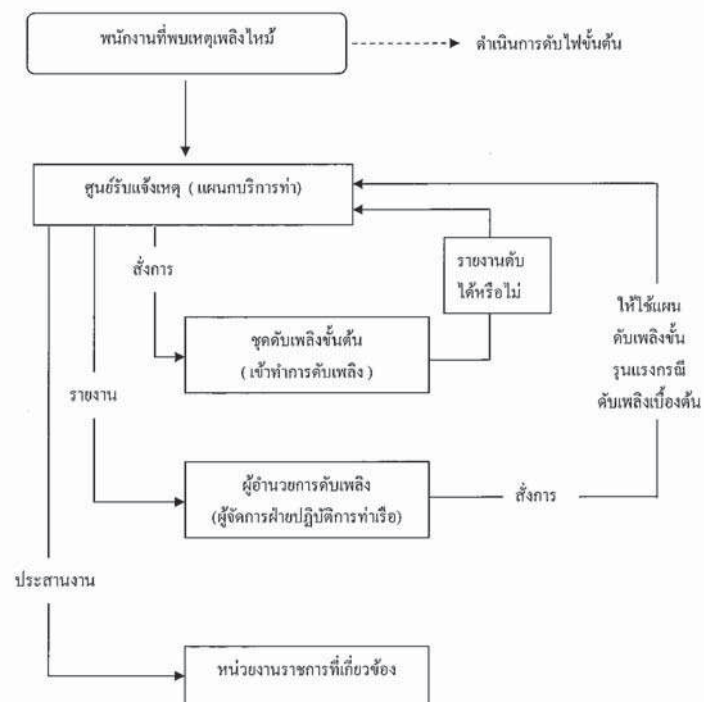 พนักงานที่พบเหตุเพลิงไหม้
ดำเนินการดับไฟขั้นต้น
ศูนย์รับแจ้งเหตุ ( แผนกบริการท่า)
สั่งการ
รายงานดับ
ได้หรือไม่
ชุดดับเพลิงขั้นต้น
( เข้าทำการดับเพลิง )
ให้ใช้แผน
ดับเพลิงขั้น
รุนแรงกรณี
ดับเพลิงเบื้องต้น
รายงาน
ผู้อำนวยการดับเพลิง
(ผู้จัดการฝ่ายปฏิบัติการท่าเรือ)
สั่งการ
ประสานงาน
หน่วยงานราชการที่เกี่ยวข้อง